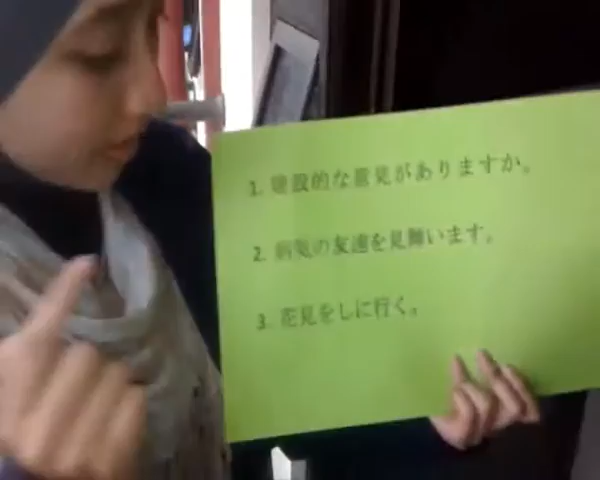 1. 建設的な意見がありますか。
2. 病気の友達を見舞います。
3. 花見をしに行く。